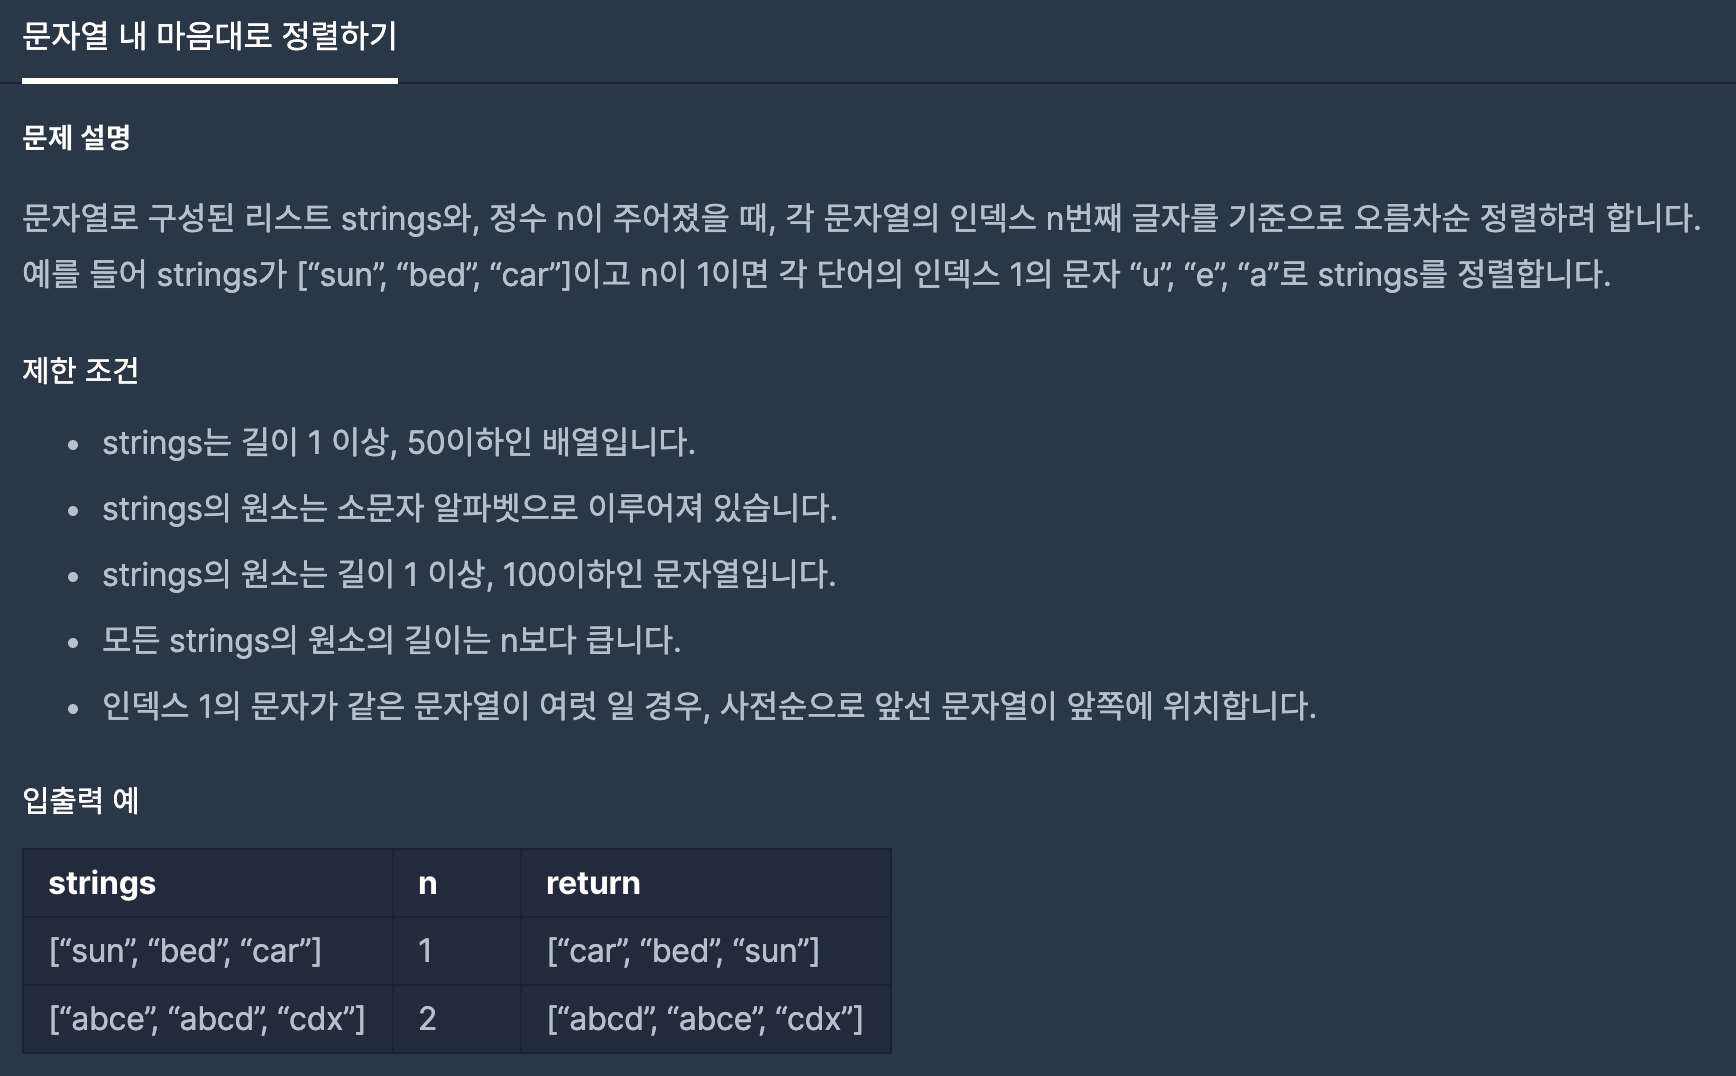 문자열 내 마음대로 정렬하기
문제 설명
문자열로 구성된 리스트 strings와, 정수 n이 주어졌을 때, 각 문자열의 인덱스 n번째 글자를 기준으로 오름차순 정렬하려 합니다.
예를 들어 strings가 [“sun”, “bed”, “car”]이고 n이 1이면 각 단어의 인덱스 1의 문자 “u”, “e”, “a”로 strings를 정렬합니다.
제한 조건
• strings는 길이 1 이상, 50이하인 배열입니다.
• strings의 원소는 소문자 알파벳으로 이루어져 있습니다.
• strings의 원소는 길이 1 이상, 100이하인 문자열입니다.
• 모든 strings의 원소의 길이는 n보다 큽니다.
• 인덱스 1의 문자가 같은 문자열이 여럿 일 경우, 사전순으로 앞선 문자열이 앞쪽에 위치합니다.
입출력 예
strings n return
[“sun”, “bed”, “car”] 1 [“car”, “bed”, “sun”]
[“abce”, “abcd”, “cdx”] 2 [“abcd”, “abce”, “cdx”]